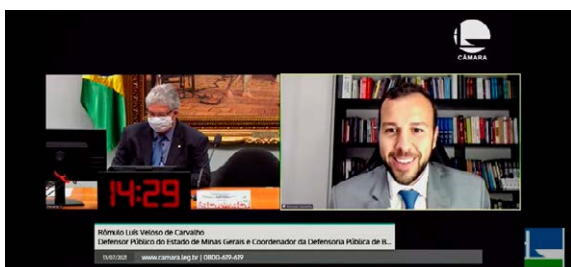 CÂMARA
14:29
Rômulo Luis Veloso de Carvalho
Defensor Público do Estado de Minas Gerais e Coordenador da Defensoria Pública de B...
13/07/2021 www.camara.leg.br | 0800-619-619